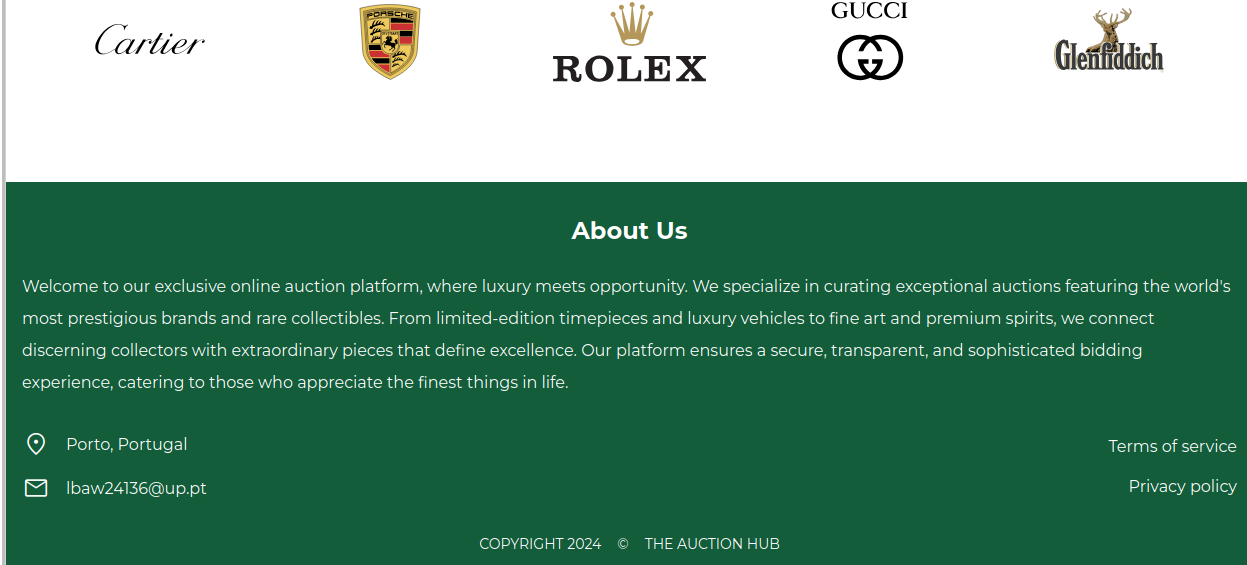 Cartier
PORSCHE
ROLEX
GUCCI
Glenfiddich
About Us
Welcome to our exclusive online auction platform, where luxury meets opportunity. We specialize in curating exceptional auctions featuring the world's
most prestigious brands and rare collectibles. From limited-edition timepieces and luxury vehicles to fine art and premium spirits, we connect
discerning collectors with extraordinary pieces that define excellence. Our platform ensures a secure, transparent, and sophisticated bidding
experience, catering to those who appreciate the finest things in life.
Porto, Portugal
lbaw24136@up.pt
Terms of service
Privacy policy
COPYRIGHT 2024 © THE AUCTION HUB